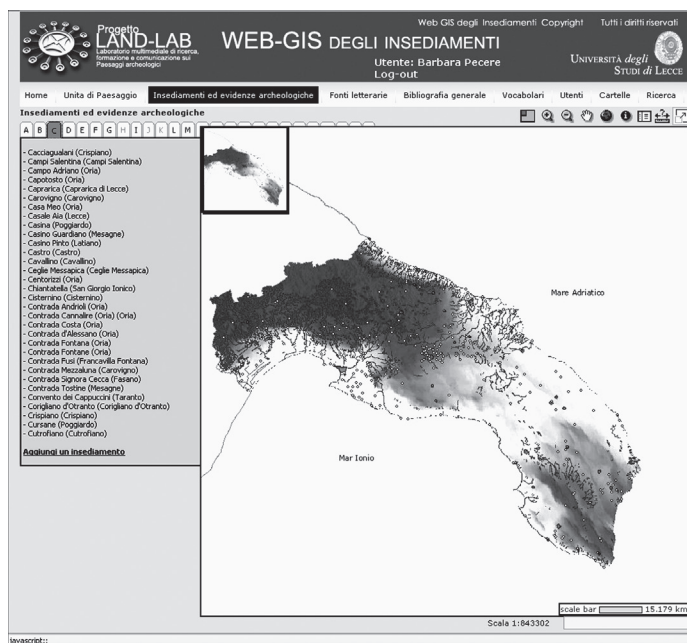 Web GIS degli Insediamenti Copyright Tutti i diritti riservati
Progetto
LAND-LAB
Laboratorio multimediale di ricerca,
formazione e comunicazione sui
Paesaggi archeologici
WEB-GIS DEGLI INSEDIAMENTI
Utente: Barbara Pecere
Log-out
UNIVERSITÀ degli
STUDI di LECCE
Home Unita di Paesaggio Insediamenti ed evidenze archeologiche Fonti letterarie Bibliografia generale Vocabolari Utenti Cartelle Ricerca
Insediamenti ed evidenze archeologiche
A B C D E F G H I J K L M
- Cacciagualani (Crispiano)
- Campi Salentina (Campi Salentina)
- Campo Adriano (Oria)
- Capotosto (Oria)
- Caprarica (Caprarica di Lecce)
- Carovigno (Carovigno)
- Casa Meo (Oria)
- Casale Aia (Lecce)
- Casina (Poggiardo)
- Casino Guardiano (Mesagne)
- Casino Pinto (Latiano)
- Castro (Castro)
- Cavallino (Cavallino)
- Ceglie Messapica (Ceglie Messapica)
- Centorizzi (Oria)
- Chiantatella (San Giorgio Ionico)
- Cisternino (Cisternino)
- Contrada Andrioli (Oria)
- Contrada Cannalire (Oria) (Oria)
- Contrada Costa (Oria)
- Contrada d'Alessano (Oria)
- Contrada Fontana (Oria)
- Contrada Fontane (Oria)
- Contrada Fusi (Francavilla Fontana)
- Contrada Mezzaluna (Carovigno)
- Contrada Signora Cecca (Fasano)
- Contrada Tostine (Mesagne)
- Convento dei Cappuccini (Taranto)
- Corigliano d'Otranto (Corigliano d'Otranto)
- Crispiano (Crispiano)
- Cursane (Poggiardo)
- Cutrofiano (Cutrofiano)
Aggiungi un insediamento
Mare Adriatico
Mar Ionio
scale bar 15.179 km
Scala 1:843302
javascript::